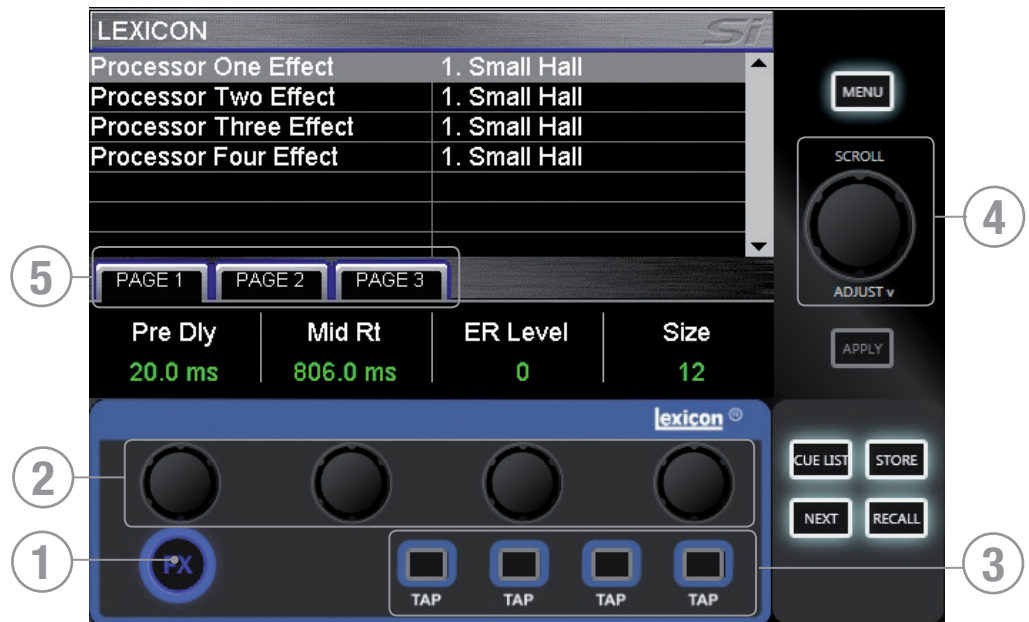 LEXICON Si
Processor One Effect 1. Small Hall
Processor Two Effect 1. Small Hall
Processor Three Effect 1. Small Hall
Processor Four Effect 1. Small Hall
PAGE 1 PAGE 2 PAGE 3
Pre Dly Mid Rt ER Level Size
20.0 ms 806.0 ms 0 12
MENU
SCROLL
ADJUST v
APPLY
4
5
lexicon ®
2
CUE LIST STORE
NEXT RECALL
1
FX
TAP TAP TAP TAP
3